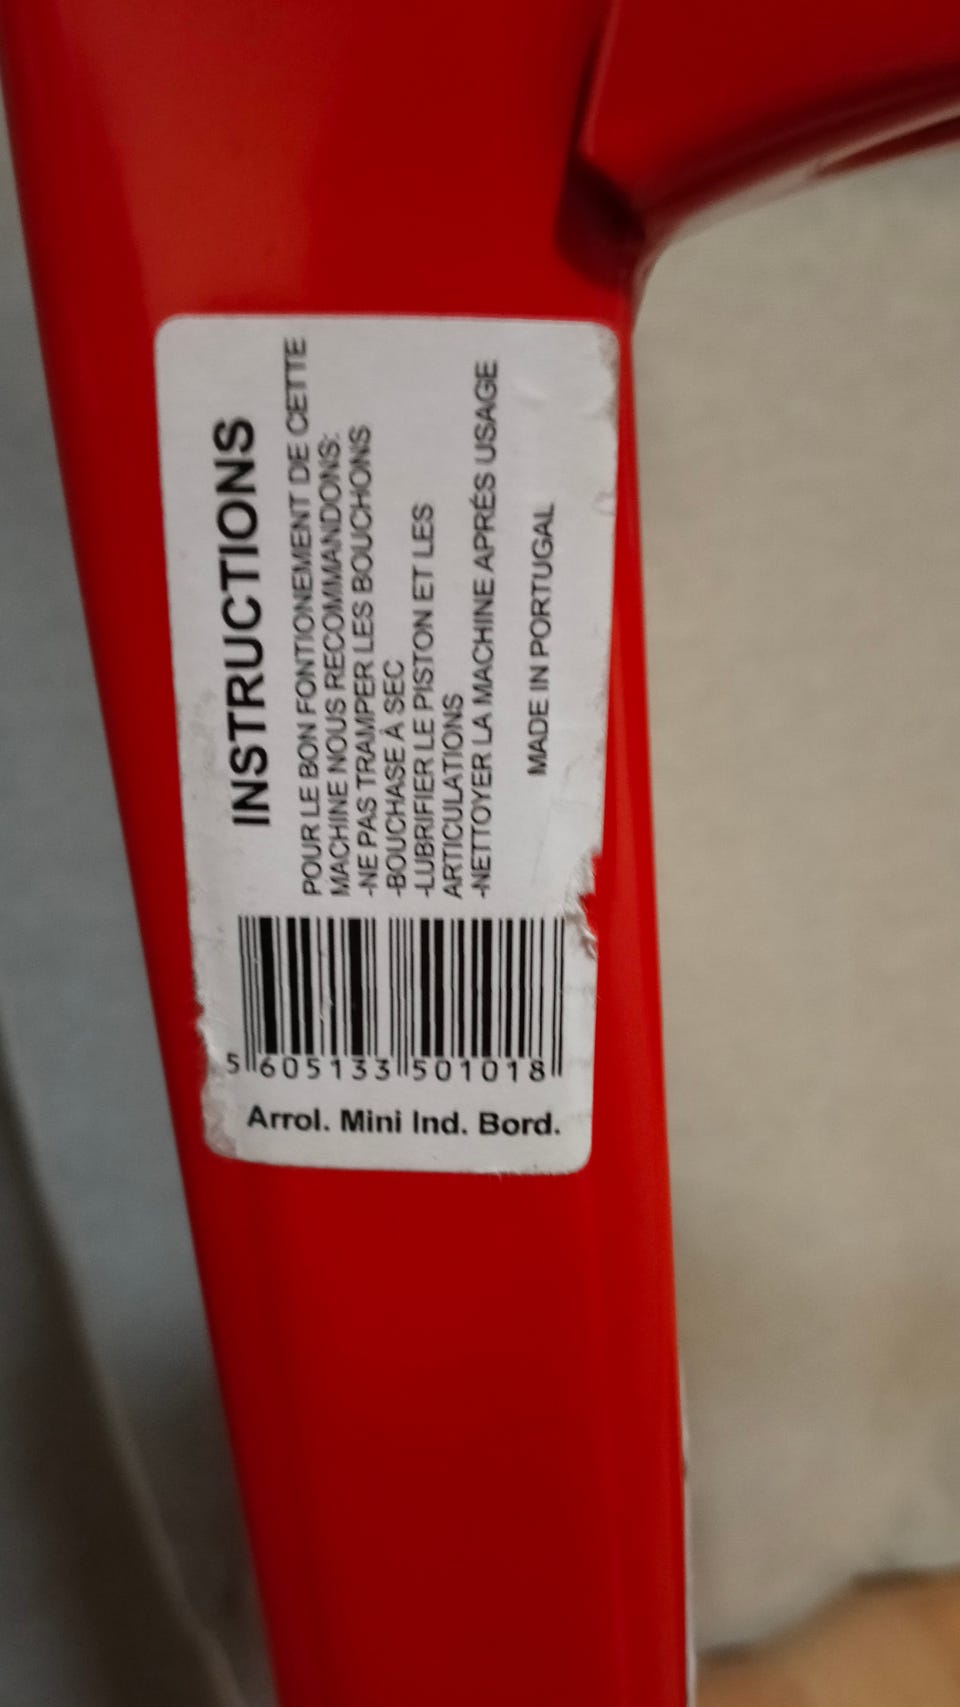 INSTRUCTIONS
POUR LE BON FONTIONEMENT DE CETTE
MACHINE NOUS RECOMMANDONS:
-NE PAS TRAMPER LES BOUCHONS
-BOUCHASE À SEC
-LUBRIFIER LE PISTON ET LES
ARTICULATIONS
-NETTOYER LA MACHINE APRÉS USAGE
MADE IN PORTUGAL
5 605133 501018
Arrol. Mini Ind. Bord.